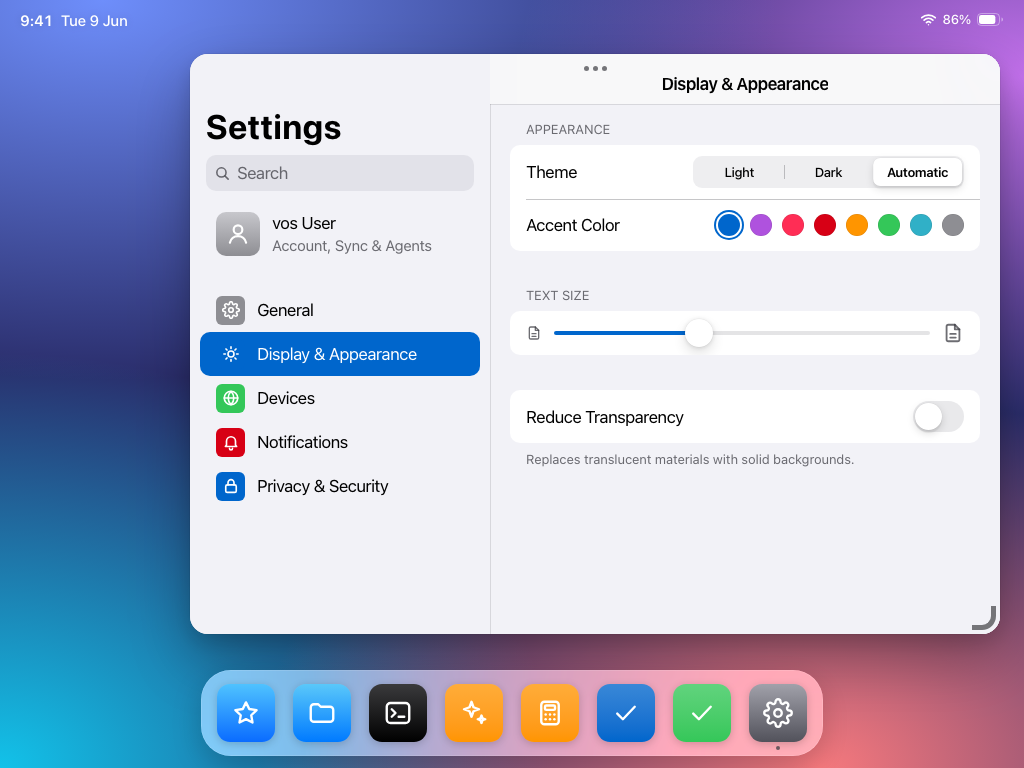 9:41 Tue 9 Jun
86%
Settings
Search
vos User
Account, Sync & Agents
General
Display & Appearance
Devices
Notifications
Privacy & Security
Display & Appearance
APPEARANCE
Theme
Light
Dark
Automatic
Accent Color
TEXT SIZE
Reduce Transparency
Replaces translucent materials with solid backgrounds.